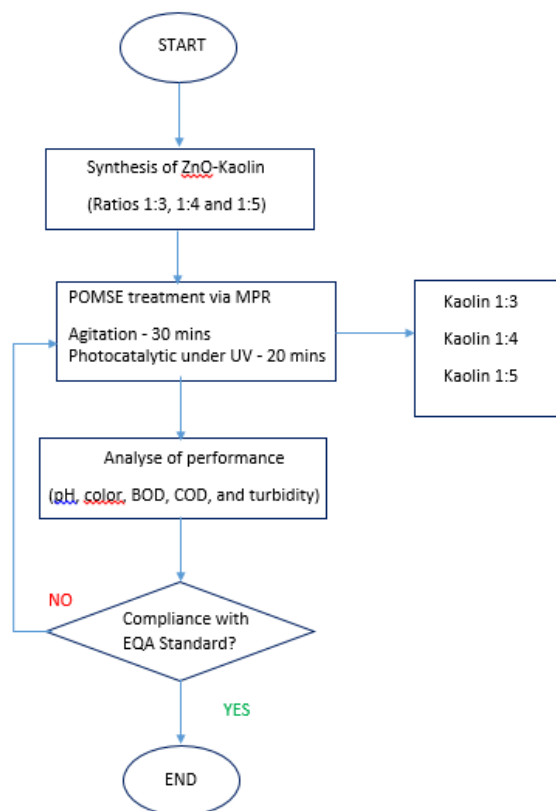 START
Synthesis of ZnO-Kaolin
(Ratios 1:3, 1:4 and 1:5)
POMSE treatment via MPR
Agitation - 30 mins
Photocatalytic under UV - 20 mins
Kaolin 1:3
Kaolin 1:4
Kaolin 1:5
Analyse of performance
(pH, color, BOD, COD, and turbidity)
NO
Compliance with
EQA Standard?
YES
END